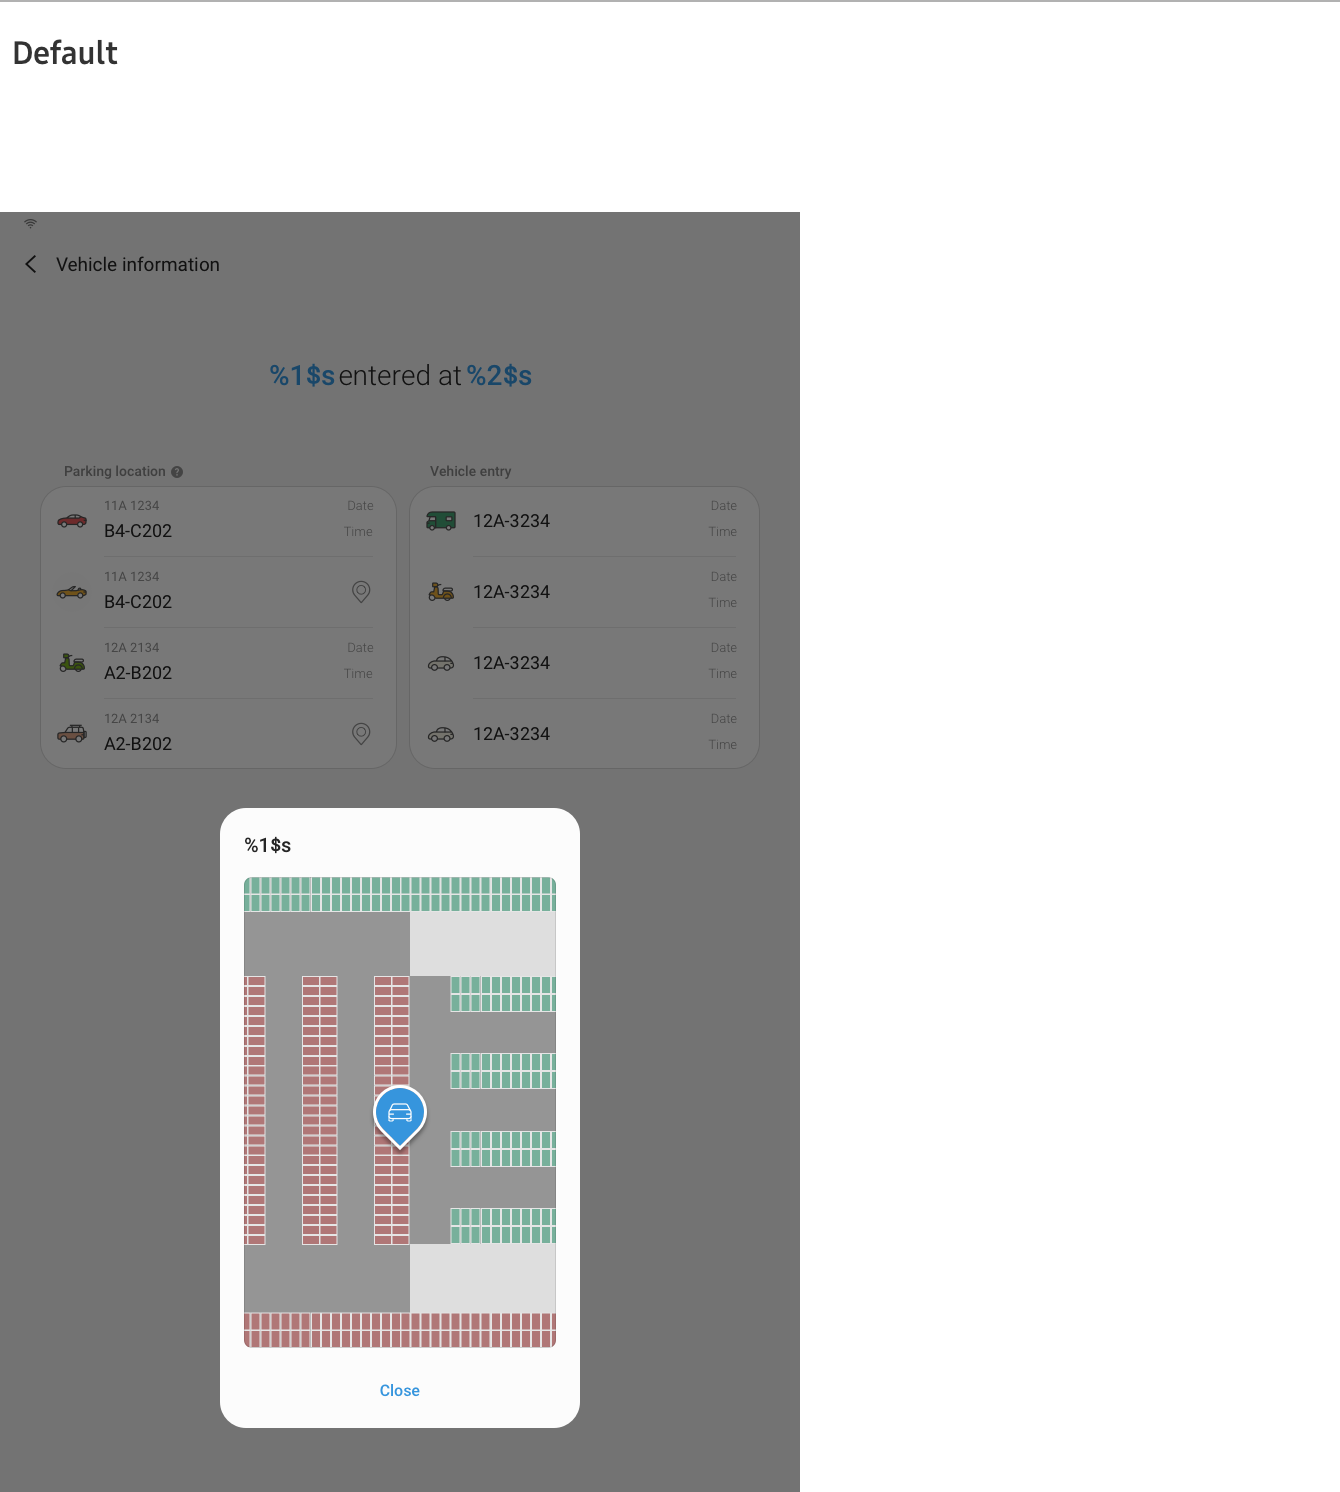 Default
Vehicle information
%1$s entered at %2$s
Parking location ?
11A 1234
Date
B4-C202
Time
11A 1234
B4-C202
12A 2134
Date
A2-B202
Time
12A 2134
A2-B202
Vehicle entry
Date
12A-3234
Time
Date
12A-3234
Time
Date
12A-3234
Time
Date
12A-3234
Time
%1$s
Close